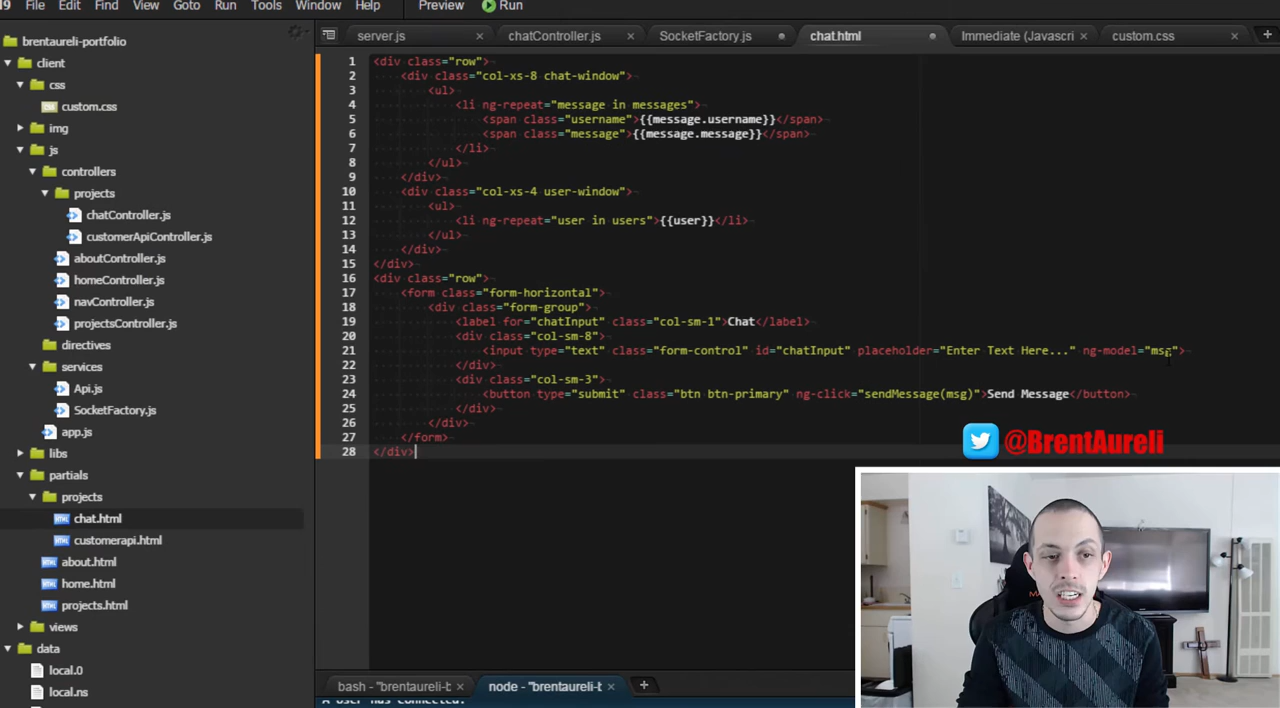 19 File Edit Find View Goto Run Tools Window Help Preview Run
brentaureli-portfolio
client
css
custom.css
img
js
controllers
projects
chatController.js
customerApiController.js
aboutController.js
homeController.js
navController.js
projectsController.js
directives
services
Api.js
SocketFactory.js
app.js
libs
partials
projects
chat.html
customerapi.html
about.html
home.html
projects.html
views
data
local.0
local.ns
server.js chatController.js SocketFactory.js chat.html Immediate (Javascri custom.css
1 <div class="row">
2 <div class="col-xs-8 chat-window">
3 <ul>
4 <li ng-repeat="message in messages">
5 <span class="username">{{message.username}}</span>
6 <span class="message">{{message.message}}</span>
7 </li>
8 </ul>
9 </div>
10 <div class="col-xs-4 user-window">
11 <ul>
12 <li ng-repeat="user in users">{{user}}</li>
13 </ul>
14 </div>
15 </div>
16 <div class="row">
17 <form class="form-horizontal">
18 <div class="form-group">
19 <label for="chatInput" class="col-sm-1">Chat</label>
20 <div class="col-sm-8">
21 <input type="text" class="form-control" id="chatInput" placeholder="Enter Text Here..." ng-model="msg">
22 </div>
23 <div class="col-sm-3">
24 <button type="submit" class="btn btn-primary" ng-click="sendMessage(msg)">Send Message</button>
25 </div>
26 </div>
27 </form>
28 </div>
@BrentAureli
bash - "brentaureli-b node - "brentaureli-b
A User has Connected.